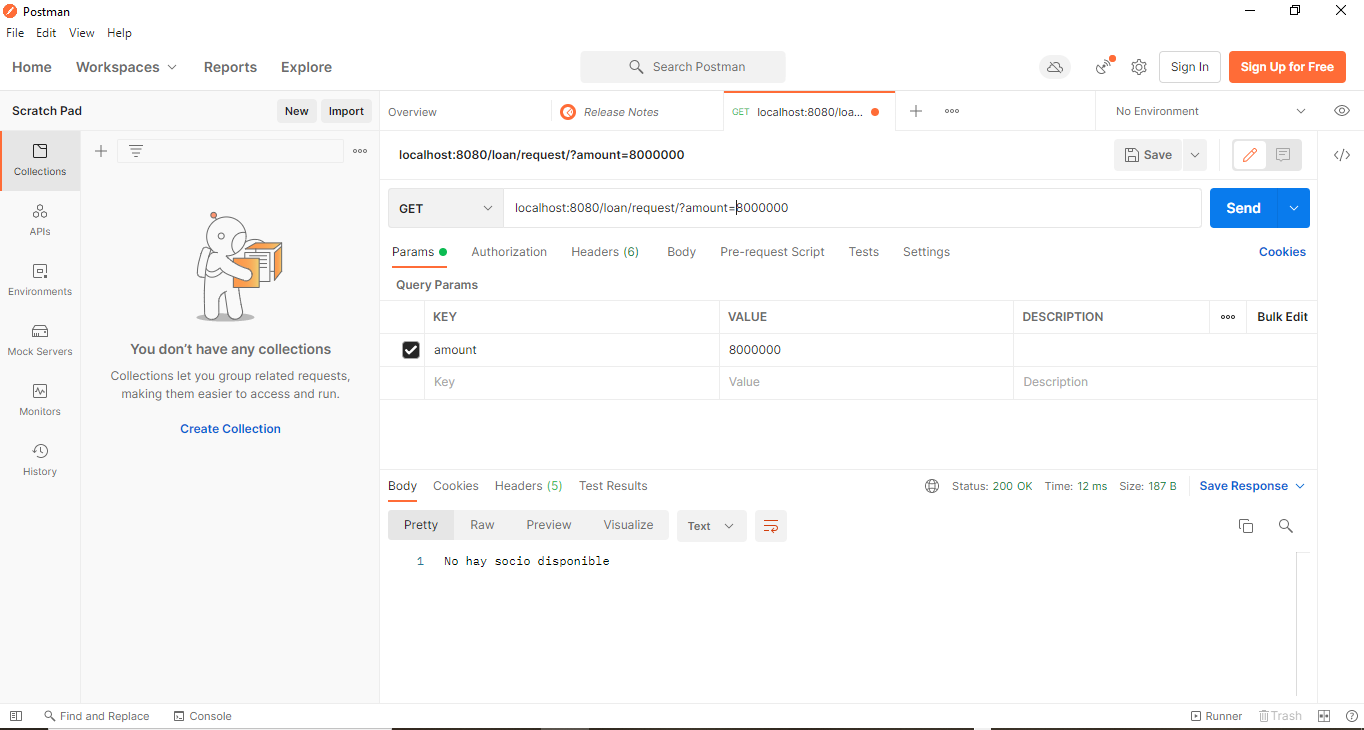 Postman
File Edit View Help
Home Workspaces Reports Explore Search Postman Sign In Sign Up for Free
Scratch Pad New Import
Overview Release Notes GET localhost:8080/loa... No Environment
Collections
APIs
Environments
Mock Servers
Monitors
History
You don't have any collections
Collections let you group related requests,
making them easier to access and run.
Create Collection
localhost:8080/loan/request/?amount=8000000 Save
GET localhost:8080/loan/request/?amount=8000000 Send
Params Authorization Headers (6) Body Pre-request Script Tests Settings Cookies
Query Params
KEY VALUE DESCRIPTION Bulk Edit
amount 8000000
Key Value Description
Body Cookies Headers (5) Test Results Status: 200 OK Time: 12 ms Size: 187 B Save Response
Pretty Raw Preview Visualize Text
1 No hay socio disponible
Find and Replace Console Runner Trash